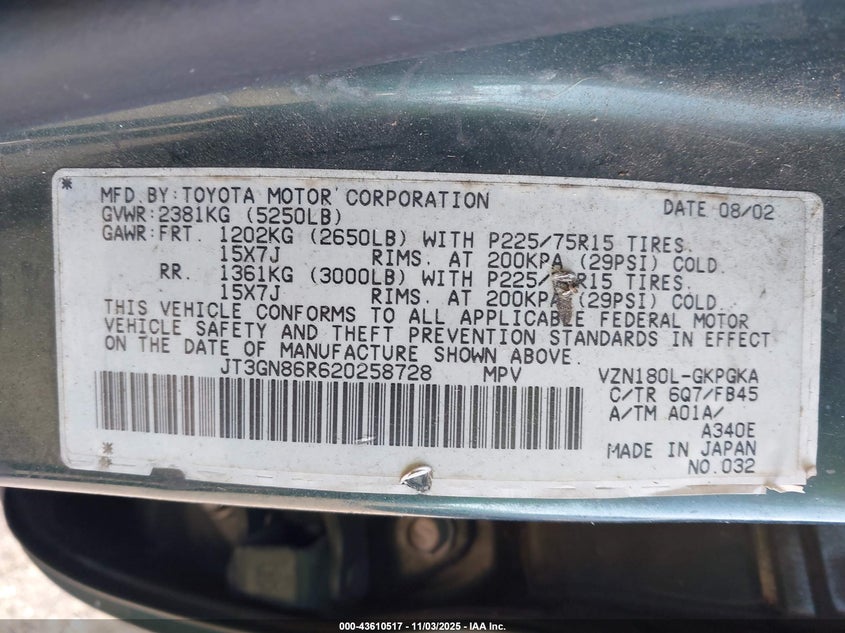 MFD BY: TOYOTA MOTOR CORPORATION DATE 08/02
GVWR: 2381KG (5250LB)
GAWR: FRT. 1202KG (2650LB) WITH P225/75R15 TIRES.
15X7J RIMS. AT 200KPA (29PSI) COLD.
RR. 1361KG (3000LB) WITH P225/ R15 TIRES.
15X7J RIMS. AT 200KPA (29PSI) COLD
THIS VEHICLE CONFORMS TO ALL APPLICABLE FEDERAL MOTOR
VEHICLE SAFETY AND THEFT PREVENTION STANDARDS IN EFFECT
ON THE DATE OF MANUFACTURE SHOWN ABOVE.
JT3GN86R620258728 MPV VZN180L-GKPGKA
C/TR 6Q7/FB45
A/TM A01A/
A340E
MADE IN JAPAN
NO.032
000-43610517 - 11/03/2025 - IAA Inc.